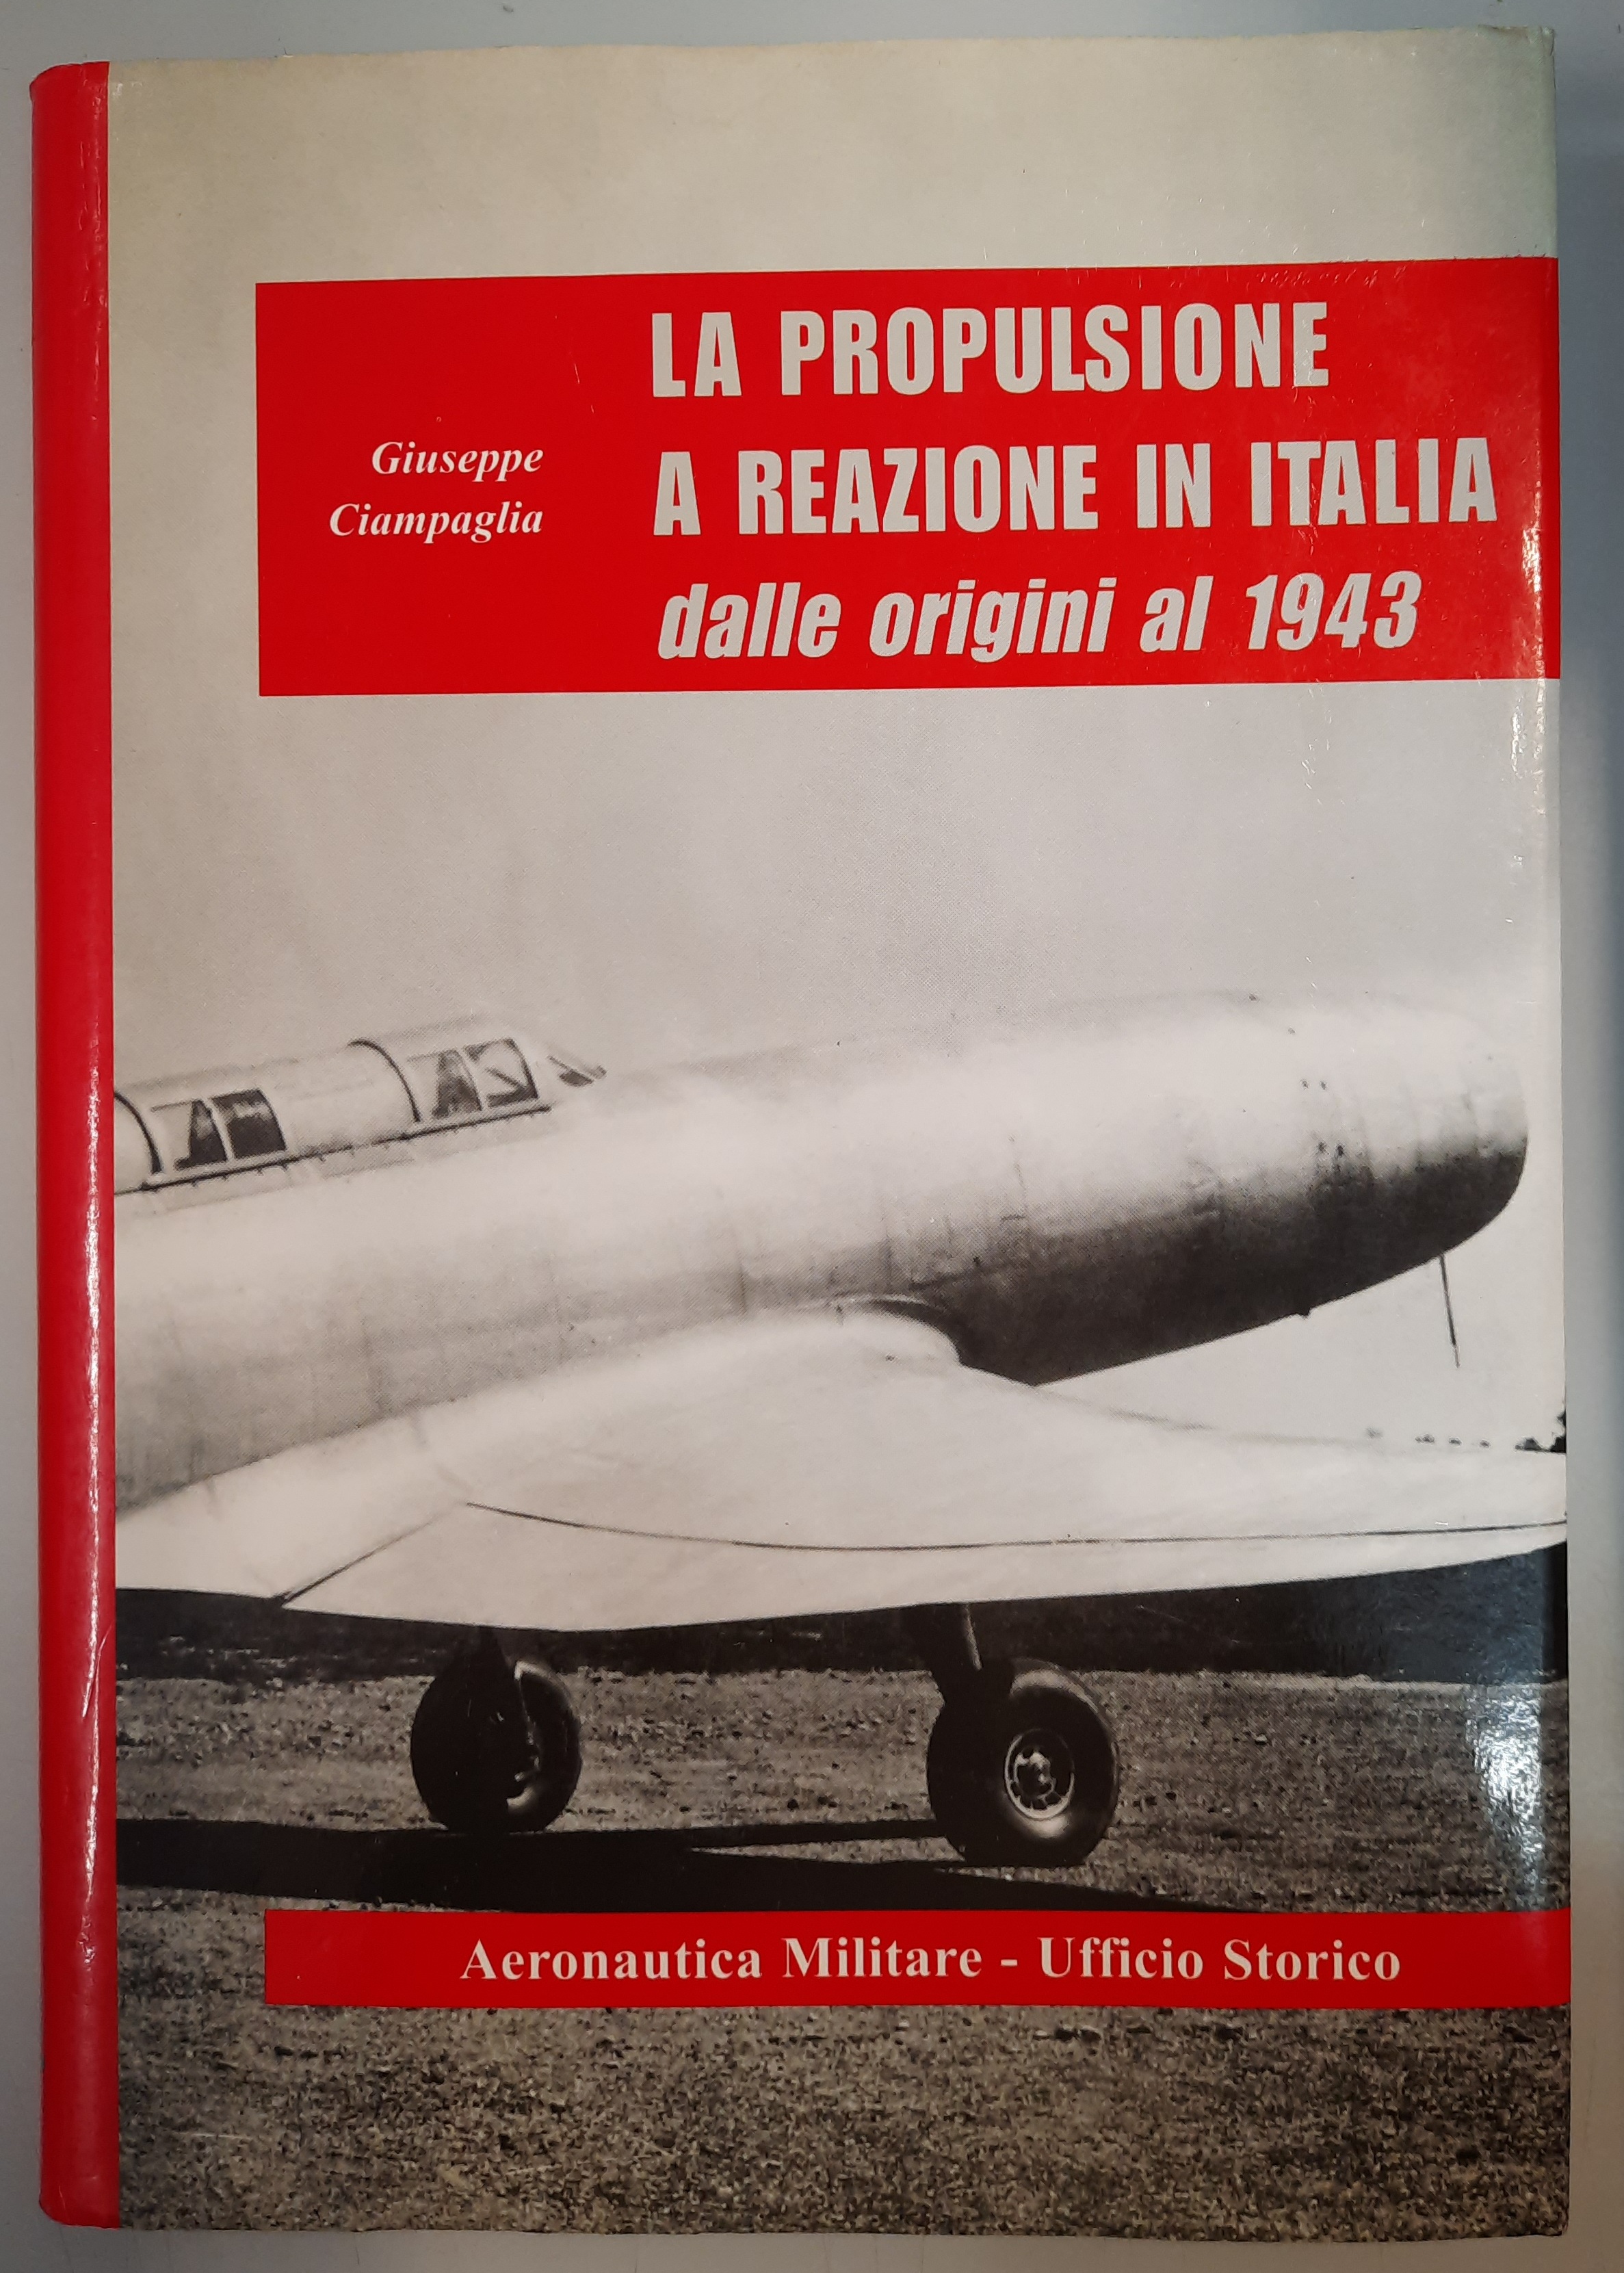 Giuseppe
Ciampaglia
LA PROPULSIONE
A REAZIONE IN ITALIA
dalle origini al 1943
Aeronautica Militare - Ufficio Storico